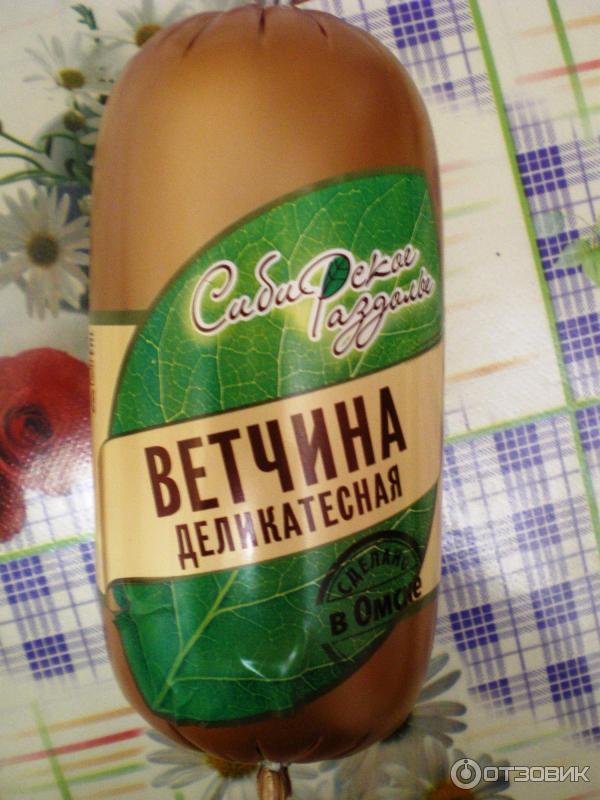 Сибирское
Раздолье
ВЕТЧИНА
ДЕЛИКАТЕСНАЯ
СДЕЛАНО
в Омске
ОТЗОВИК